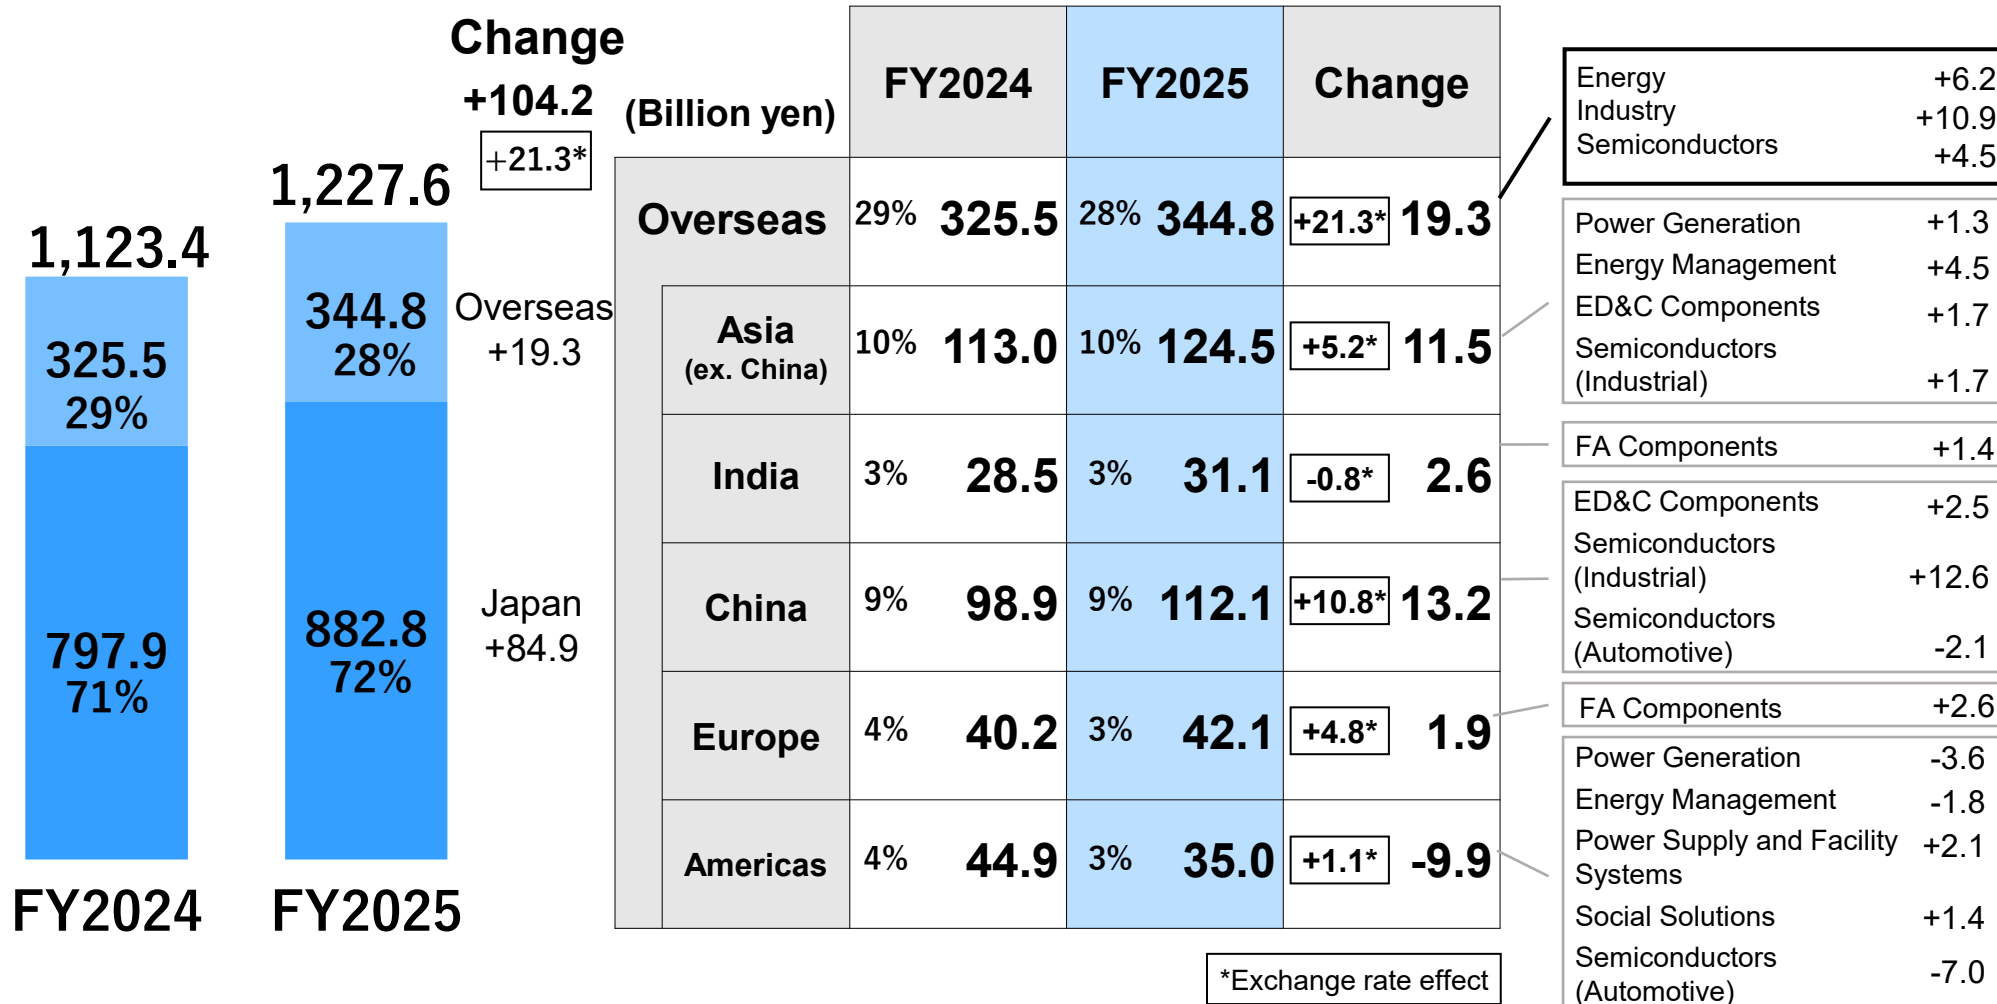 Change
+104.2
+21.3*
1,123.4
325.5
29%
797.9
71%
FY2024
1,227.6
344.8
28%
882.8
72%
FY2025
Overseas
+19.3
Japan
+84.9
(Billion yen) FY2024 FY2025 Change
Overseas 29% 325.5 28% 344.8 +21.3* 19.3
Asia
(ex. China) 10% 113.0 10% 124.5 +5.2* 11.5
India 3% 28.5 3% 31.1 -0.8* 2.6
China 9% 98.9 9% 112.1 +10.8* 13.2
Europe 4% 40.2 3% 42.1 +4.8* 1.9
Americas 4% 44.9 3% 35.0 +1.1* -9.9
*Exchange rate effect
Energy +6.2
Industry +10.9
Semiconductors +4.5
Power Generation +1.3
Energy Management +4.5
ED&C Components +1.7
Semiconductors
(Industrial) +1.7
FA Components +1.4
ED&C Components +2.5
Semiconductors
(Industrial) +12.6
Semiconductors
(Automotive) -2.1
FA Components +2.6
Power Generation -3.6
Energy Management -1.8
Power Supply and Facility +2.1
Systems
Social Solutions +1.4
Semiconductors
(Automotive) -7.0